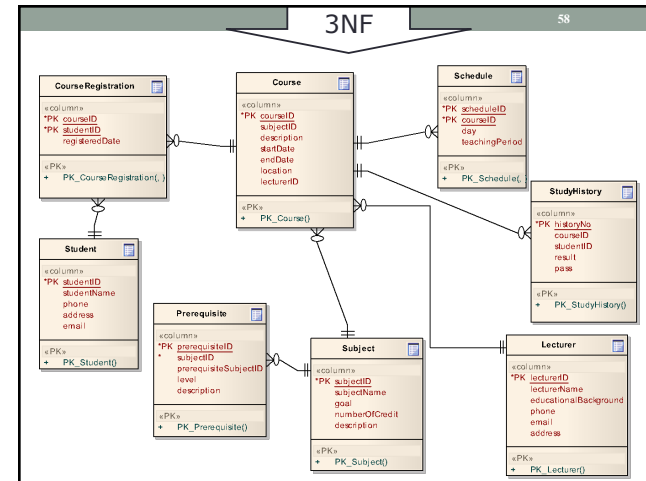 3NF
58
CourseRegistration
«column»
*PK courseID
*PK studentID
registeredDate
«PK»
+ PK_CourseRegistration(, )
Course
«column»
*PK courseID
subjectID
description
startDate
endDate
location
lecturerID
«PK»
+ PK_Course()
Schedule
«column»
*PK scheduleID
*PK courseID
day
teachingPeriod
«PK»
+ PK_Schedule(, )
StudyHistory
«column»
*PK historyNo
courseID
studentID
result
pass
«PK»
+ PK_StudyHistory()
Student
«column»
*PK studentID
studentName
phone
address
email
«PK»
+ PK_Student()
Prerequisite
«column»
*PK prerequisiteID
* subjectID
prerequisiteSubjectID
level
description
«PK»
+ PK_Prerequisite()
Subject
«column»
*PK subjectID
subjectName
goal
numberOfCredit
description
«PK»
+ PK_Subject()
Lecturer
«column»
*PK lecturerID
lecturerName
educationalBackground
phone
email
address
«PK»
+ PK_Lecturer()